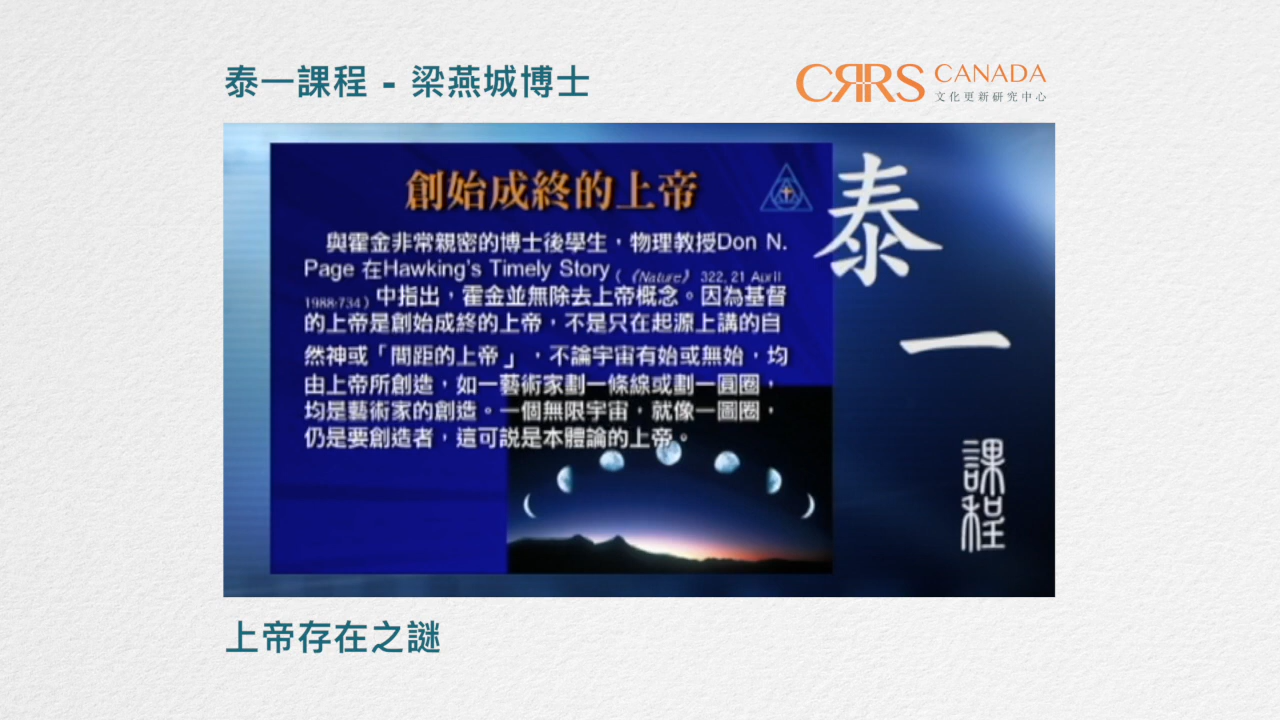 泰一課程 - 梁燕城博士
CRRS CANADA
文化更新研究中心
創始成終的上帝
與霍金非常親密的博士後學生，物理教授Don N.
Page 在Hawking's Timely Story（《Nature》 322, 21 April
1988:734）中指出，霍金並無除去上帝概念。因為基督
的上帝是創始成終的上帝，不是只在起源上講的自
然神或「間距的上帝」，不論宇宙有始或無始，均
由上帝所創造，如一藝術家劃一條線或劃一圓圈，
均是藝術家的創造。一個無限宇宙，就像一圖圈，
仍是要創造者，這可說是本體論的上帝。
泰一
課程
上帝存在之謎